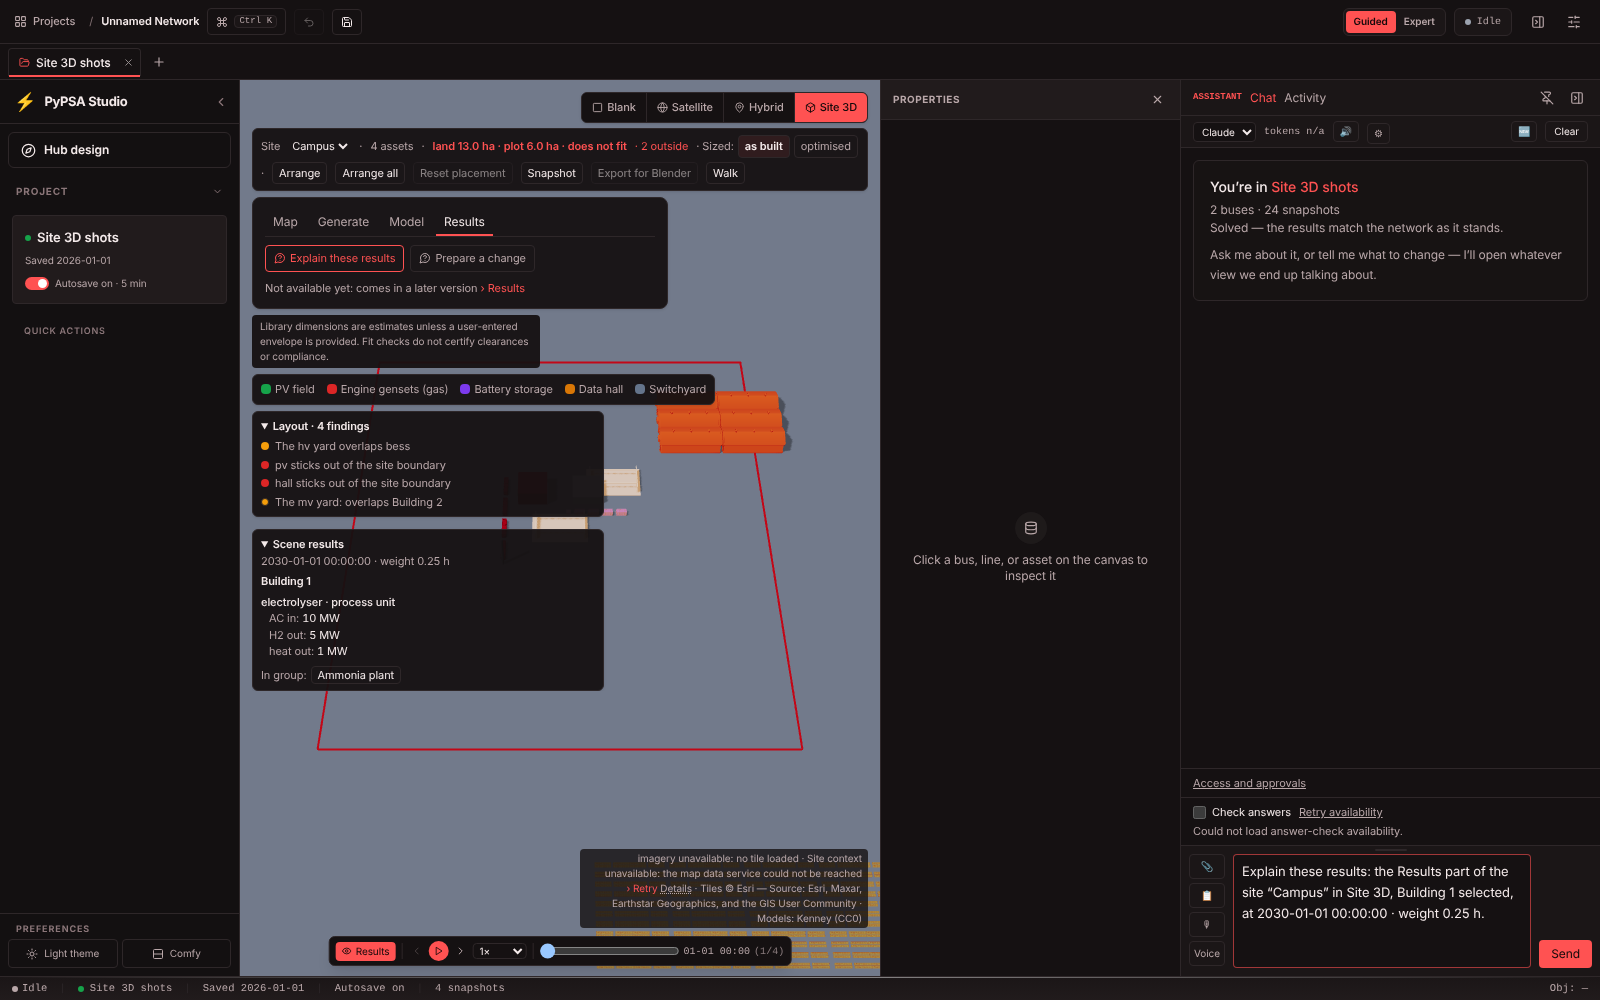 Projects / Unnamed Network ⌘ Ctrl K
Guided Expert Idle
Site 3D shots
PyPSA Studio
Hub design
PROJECT
Site 3D shots
Saved 2026-01-01
Autosave on · 5 min
QUICK ACTIONS
PREFERENCES
Light theme Comfy
Blank Satellite Hybrid Site 3D
Site Campus · 4 assets · land 13.0 ha · plot 6.0 ha · does not fit · 2 outside · Sized: as built optimised
· Arrange Arrange all Reset placement Snapshot Export for Blender Walk
Map Generate Model Results
Explain these results Prepare a change
Not available yet: comes in a later version › Results
Library dimensions are estimates unless a user-entered
envelope is provided. Fit checks do not certify clearances
or compliance.
PV field Engine gensets (gas) Battery storage Data hall Switchyard
Layout · 4 findings
The hv yard overlaps bess
pv sticks out of the site boundary
hall sticks out of the site boundary
The mv yard: overlaps Building 2
Scene results
2030-01-01 00:00:00 · weight 0.25 h
Building 1
electrolyser · process unit
AC in: 10 MW
H2 out: 5 MW
heat out: 1 MW
In group: Ammonia plant
imagery unavailable: no tile loaded · Site context
unavailable: the map data service could not be reached
› Retry Details · Tiles © Esri — Source: Esri, Maxar,
Earthstar Geographics, and the GIS User Community ·
Models: Kenney (CC0)
Results 1× 01-01 00:00 (1/4)
PROPERTIES
Click a bus, line, or asset on the canvas to
inspect it
ASSISTANT Chat Activity
Claude tokens n/a Clear
You're in Site 3D shots
2 buses · 24 snapshots
Solved — the results match the network as it stands.
Ask me about it, or tell me what to change — I'll open whatever
view we end up talking about.
Access and approvals
Check answers Retry availability
Could not load answer-check availability.
Explain these results: the Results part of the
site “Campus” in Site 3D, Building 1 selected,
at 2030-01-01 00:00:00 · weight 0.25 h.
Voice
Send
Idle Site 3D shots Saved 2026-01-01 Autosave on 4 snapshots Obj: —